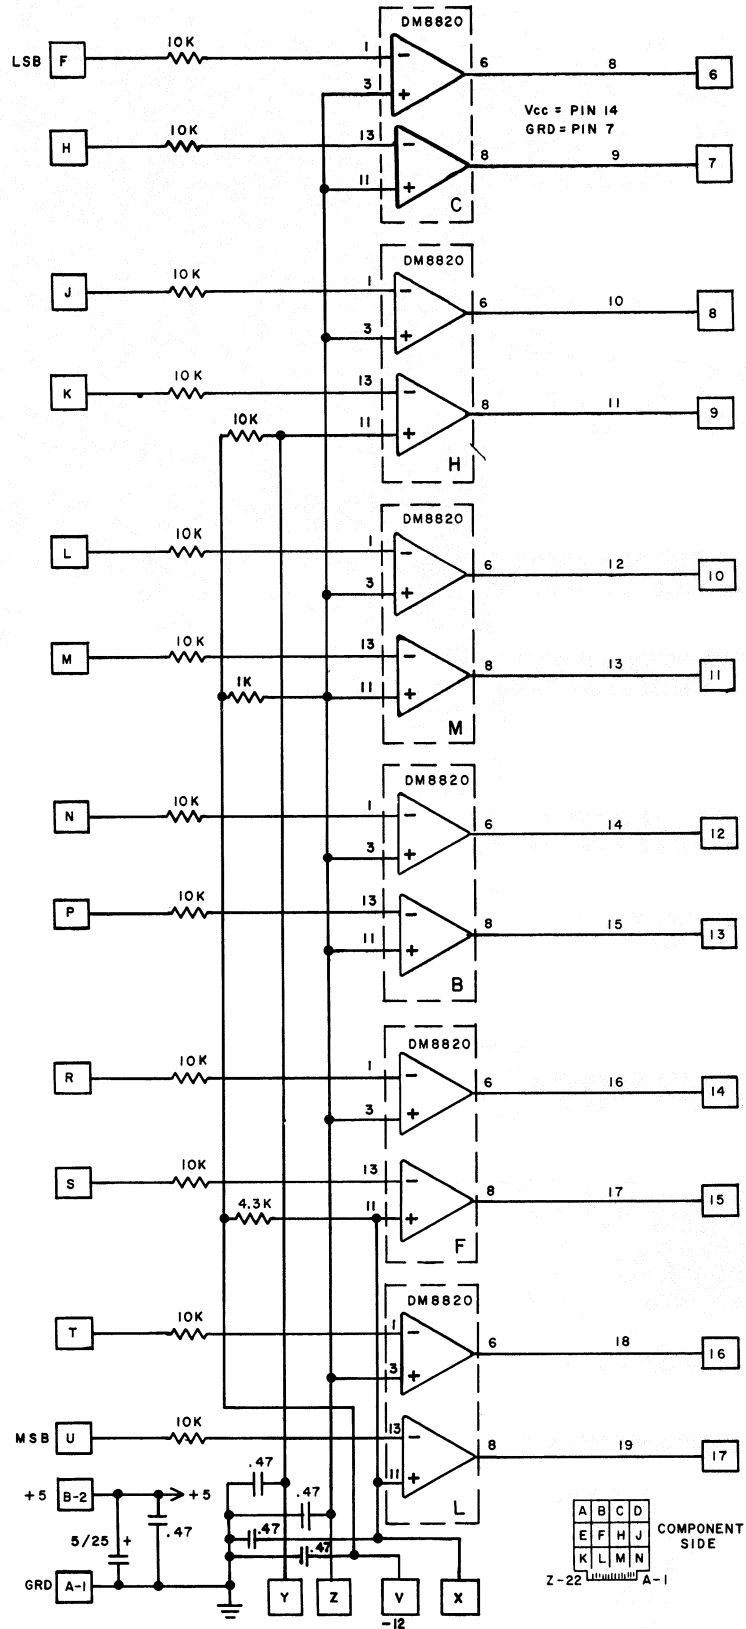 DM8820
LSB F 10K 1 6 8 6
3
Vcc = PIN 14
GRD = PIN 7
H 10K 13 8 9 7
11
C
DM8820
J 10K 1 6 10 8
3
K 10K 13 8 11 9
10K 11
H
DM8820
L 10K 1 6 12 10
3
M 10K 13 8 13 11
1K 11
M
DM8820
N 10K 1 6 14 12
3
P 10K 13 8 15 13
11
B
DM8820
R 10K 1 6 16 14
3
S 10K 13 8 17 15
4.3K 11
F
DM8820
T 10K 1 6 18 16
3
MSB U 10K 13 8 19 17
.47 11
+5 B-2 +5 .47
L
5/25 + .47 .47
.47
A B C D
E F H J
K L M N
COMPONENT
SIDE
Z-22 A-1
GRD A-1
Y Z V X
-12